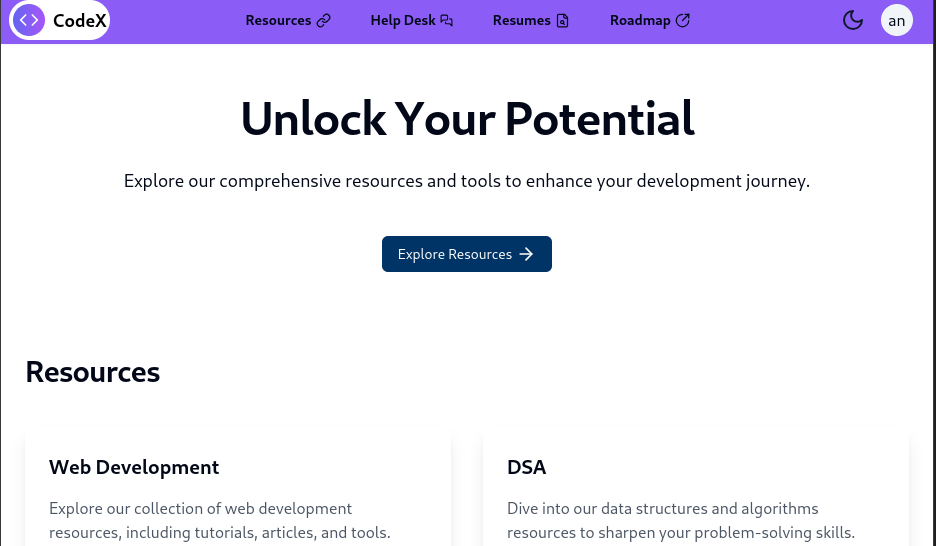 CodeX
Resources
Help Desk
Resumes
Roadmap
an
Unlock Your Potential
Explore our comprehensive resources and tools to enhance your development journey.
Explore Resources
Resources
Web Development
Explore our collection of web development
resources, including tutorials, articles, and tools.
DSA
Dive into our data structures and algorithms
resources to sharpen your problem-solving skills.